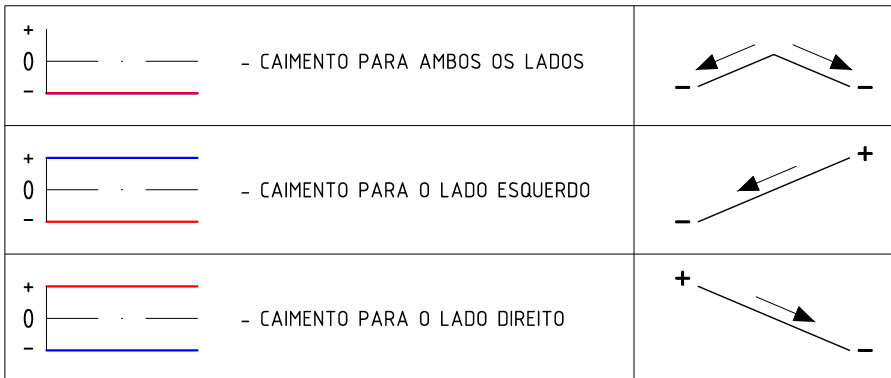 +
0 - CAIMENTO PARA AMBOS OS LADOS
- - -
+ +
0 - CAIMENTO PARA O LADO ESQUERDO
- -
+ +
0 - CAIMENTO PARA O LADO DIREITO
- -